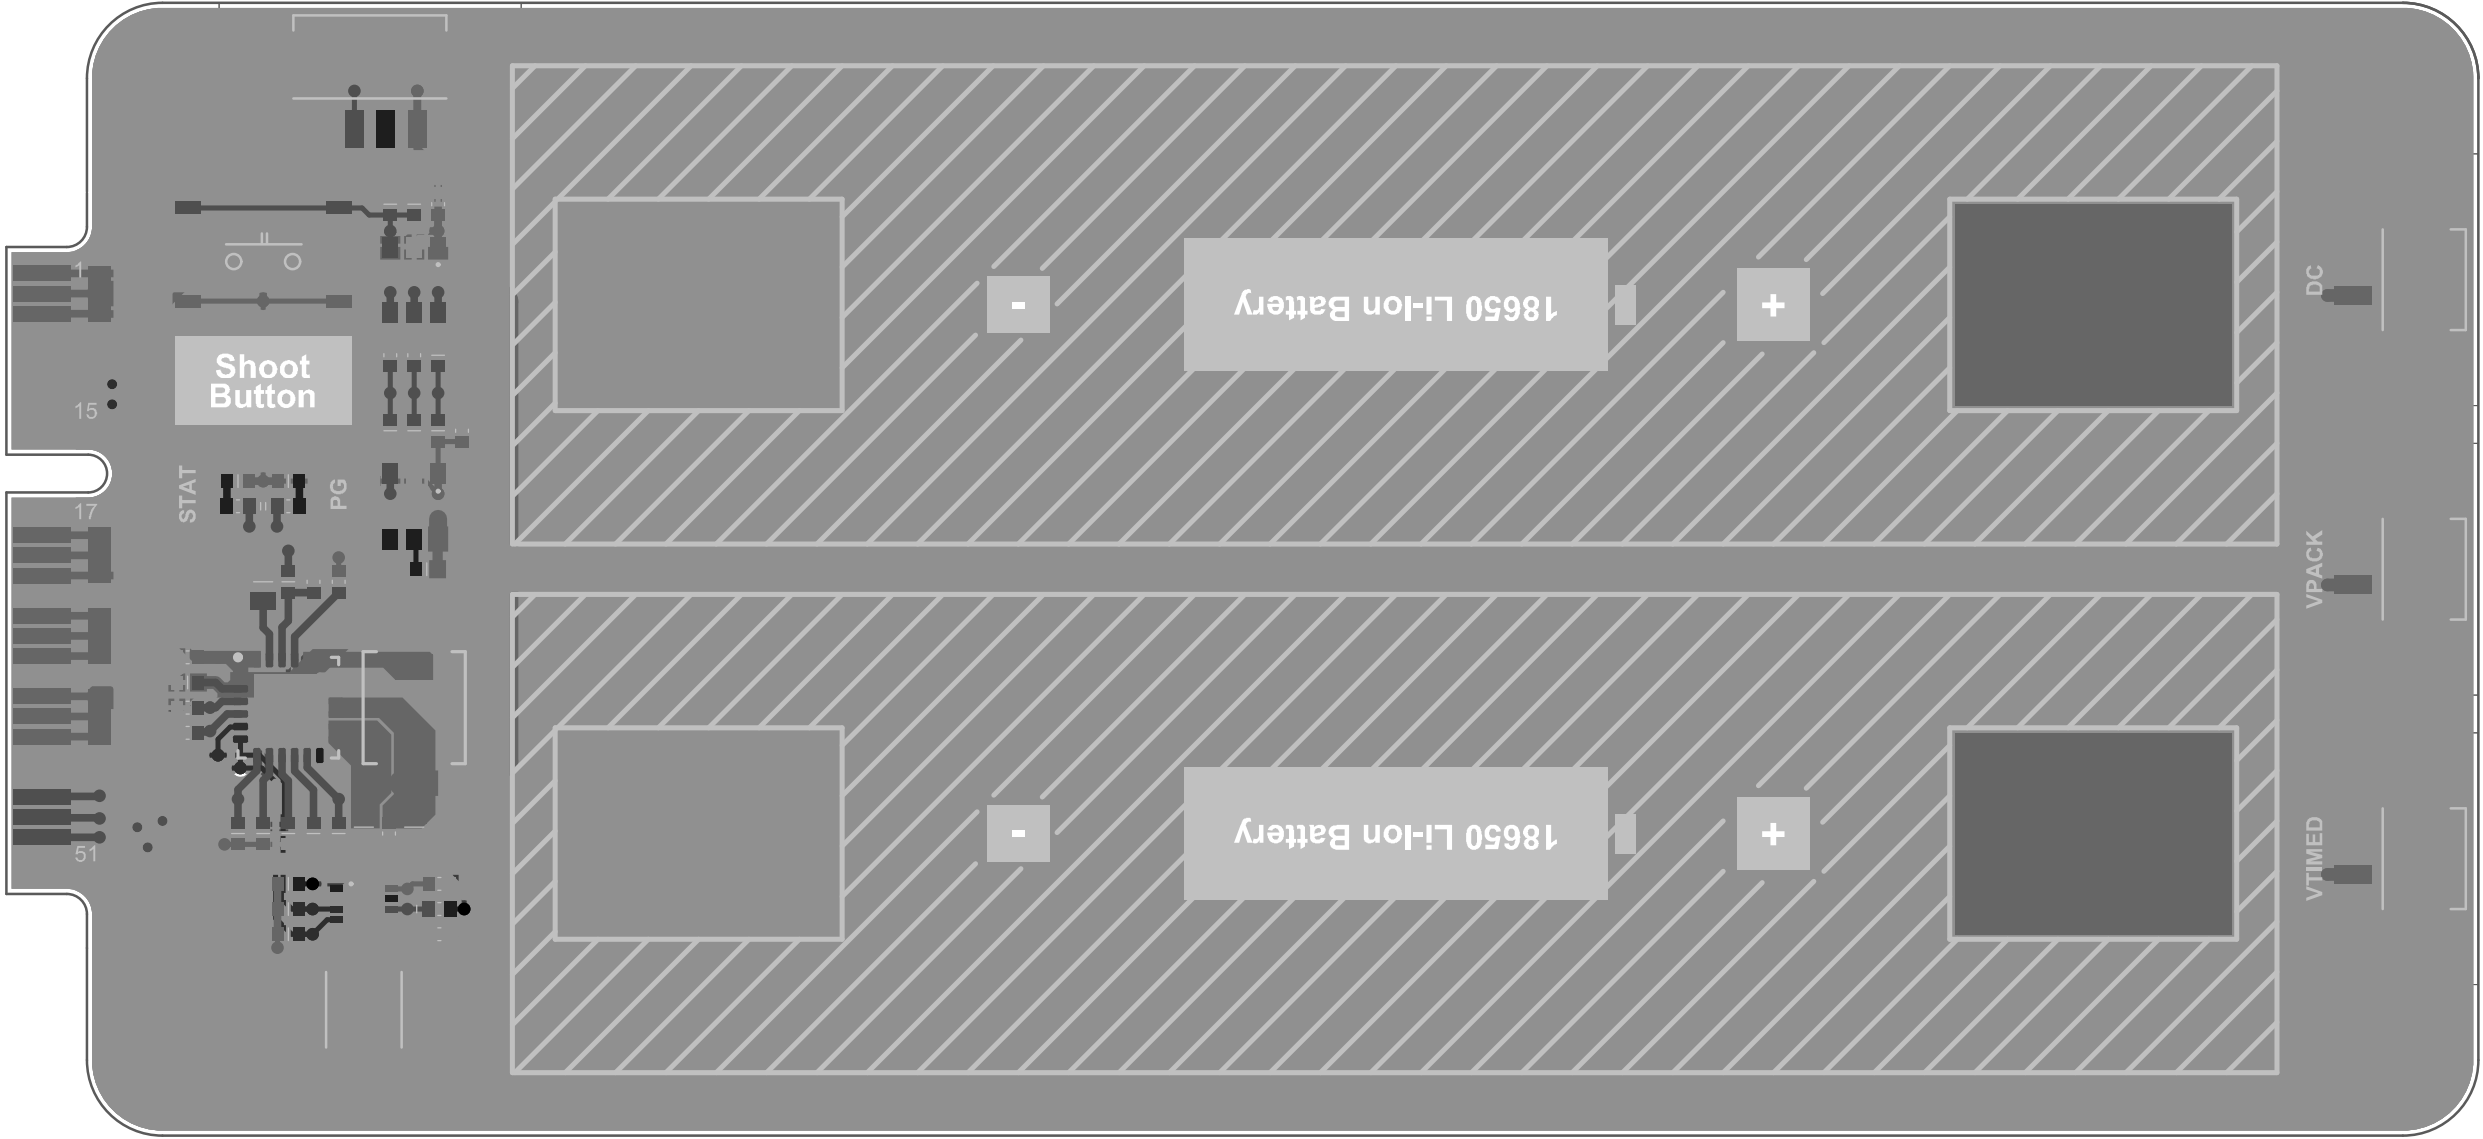 1
Shoot
Button
15
STAT
PG
17
51
-
18650 Li-Ion Battery
+
-
18650 Li-Ion Battery
+
DC
VPACK
VTIMED